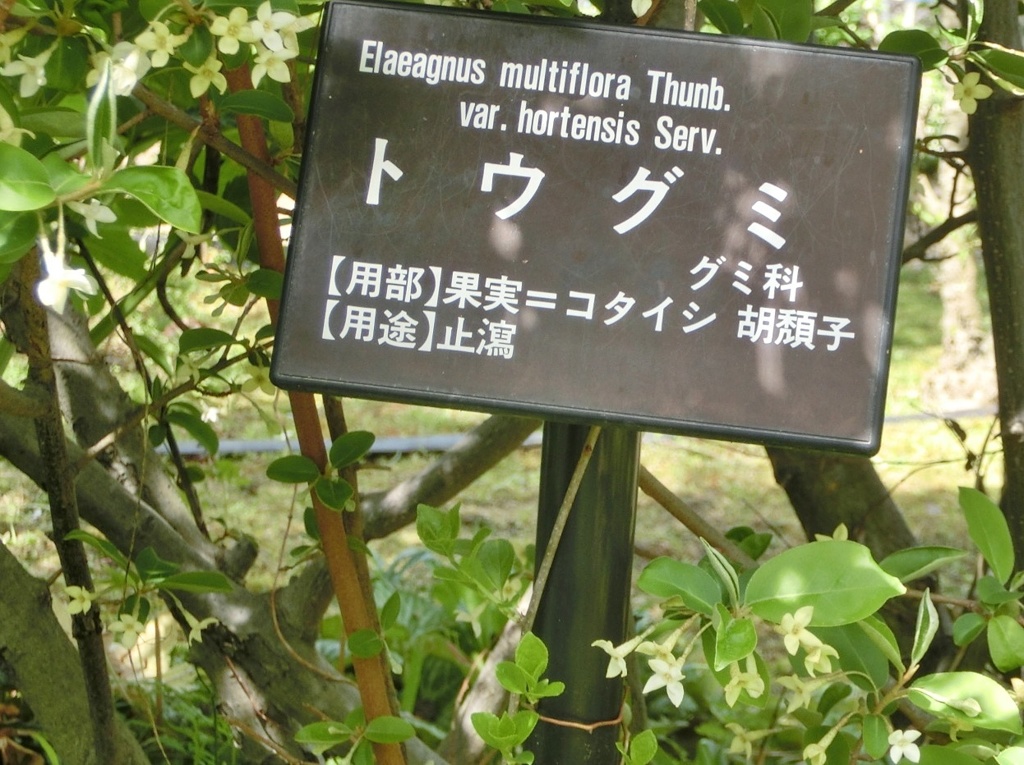 Elaeagnus multiflora Thunb.
var. hortensis Serv.
トウグミ
グミ科
【用部】果実＝コタイシ 胡頽子
【用途】止瀉